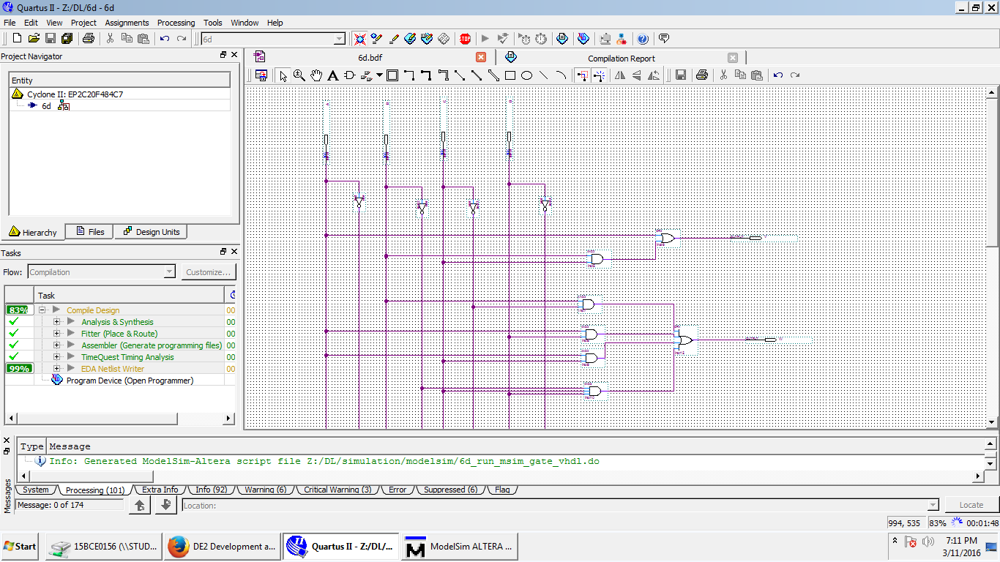 Quartus II - Z:/DL/6d - 6d
File Edit View Project Assignments Processing Tools Window Help
6d
STOP
Project Navigator
6d.bdf
Compilation Report
Entity
Cyclone II: EP2C20F484C7
6d
Hierarchy Files Design Units
Tasks
Flow: Compilation Customize...
Task
83% Compile Design 00
Analysis & Synthesis 00
Fitter (Place & Route) 00
Assembler (Generate programming files) 00
TimeQuest Timing Analysis 00
99% EDA Netlist Writer 00
Program Device (Open Programmer)
Messages
Type Message
Info: Generated ModelSim-Altera script file Z:/DL/simulation/modelsim/6d_run_msim_gate_vhdl.do
System Processing (101) Extra Info Info (92) Warning (6) Critical Warning (3) Error Suppressed (6) Flag
Message: 0 of 174 Location: Locate
994, 535 83% 00:01:48
Start 15BCE0156 (\\STUD... DE2 Development a... Quartus II - Z:/DL/... ModelSim ALTERA ...
7:11 PM
3/11/2016